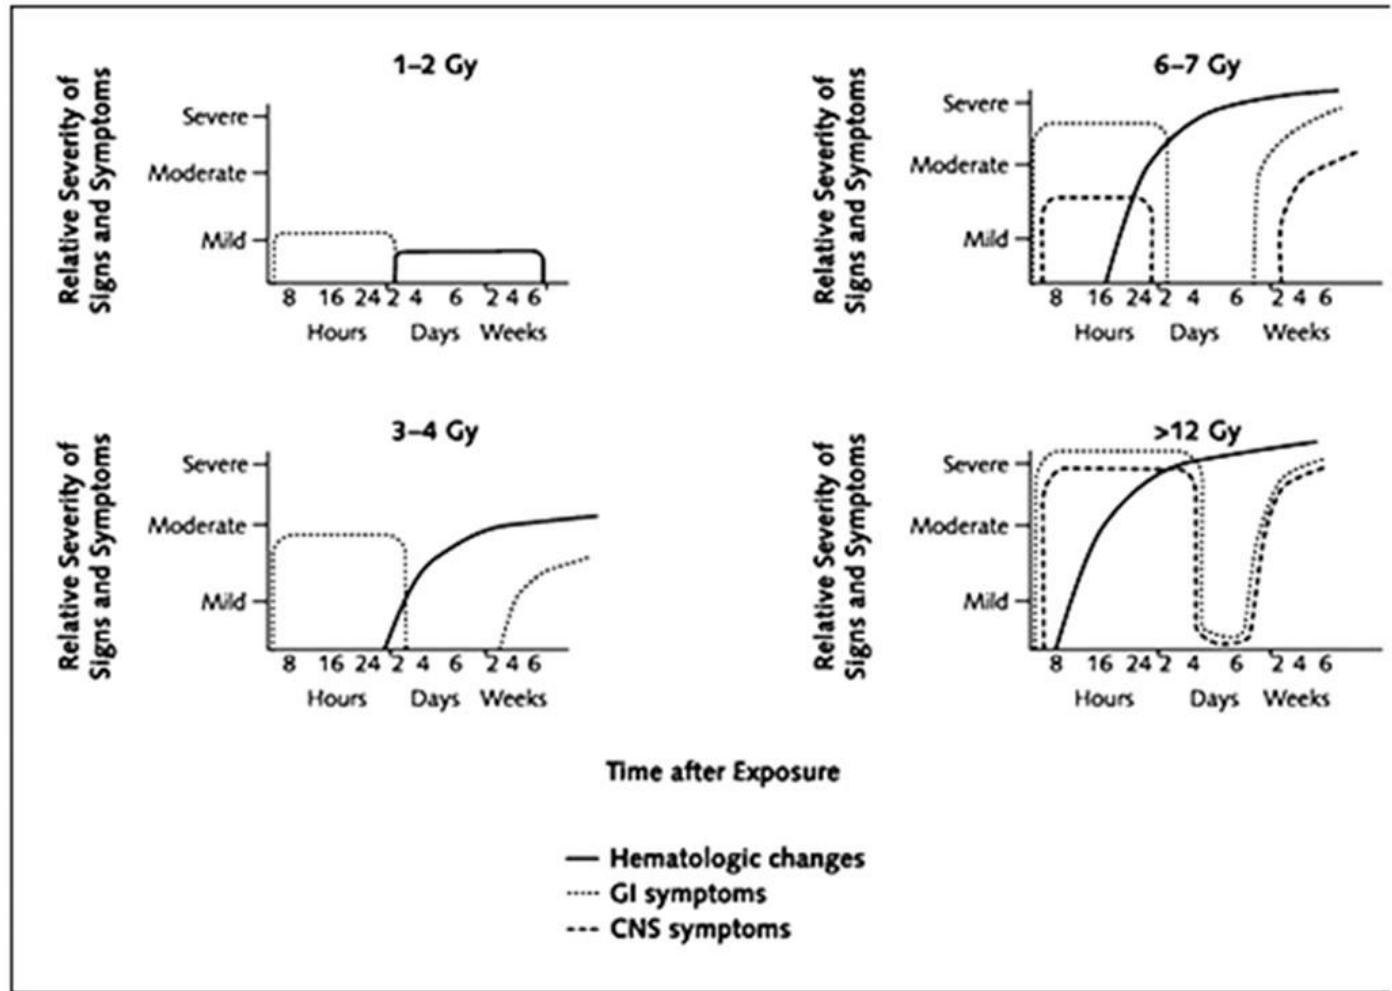 1–2 Gy
Relative Severity of
Signs and Symptoms
Severe
Moderate
Mild
8 16 24 2 4 6 2 4 6
Hours Days Weeks
6–7 Gy
Relative Severity of
Signs and Symptoms
Severe
Moderate
Mild
8 16 24 2 4 6 2 4 6
Hours Days Weeks
3–4 Gy
Relative Severity of
Signs and Symptoms
Severe
Moderate
Mild
8 16 24 2 4 6 2 4 6
Hours Days Weeks
>12 Gy
Relative Severity of
Signs and Symptoms
Severe
Moderate
Mild
8 16 24 2 4 6 2 4 6
Hours Days Weeks
Time after Exposure
Hematologic changes
GI symptoms
CNS symptoms